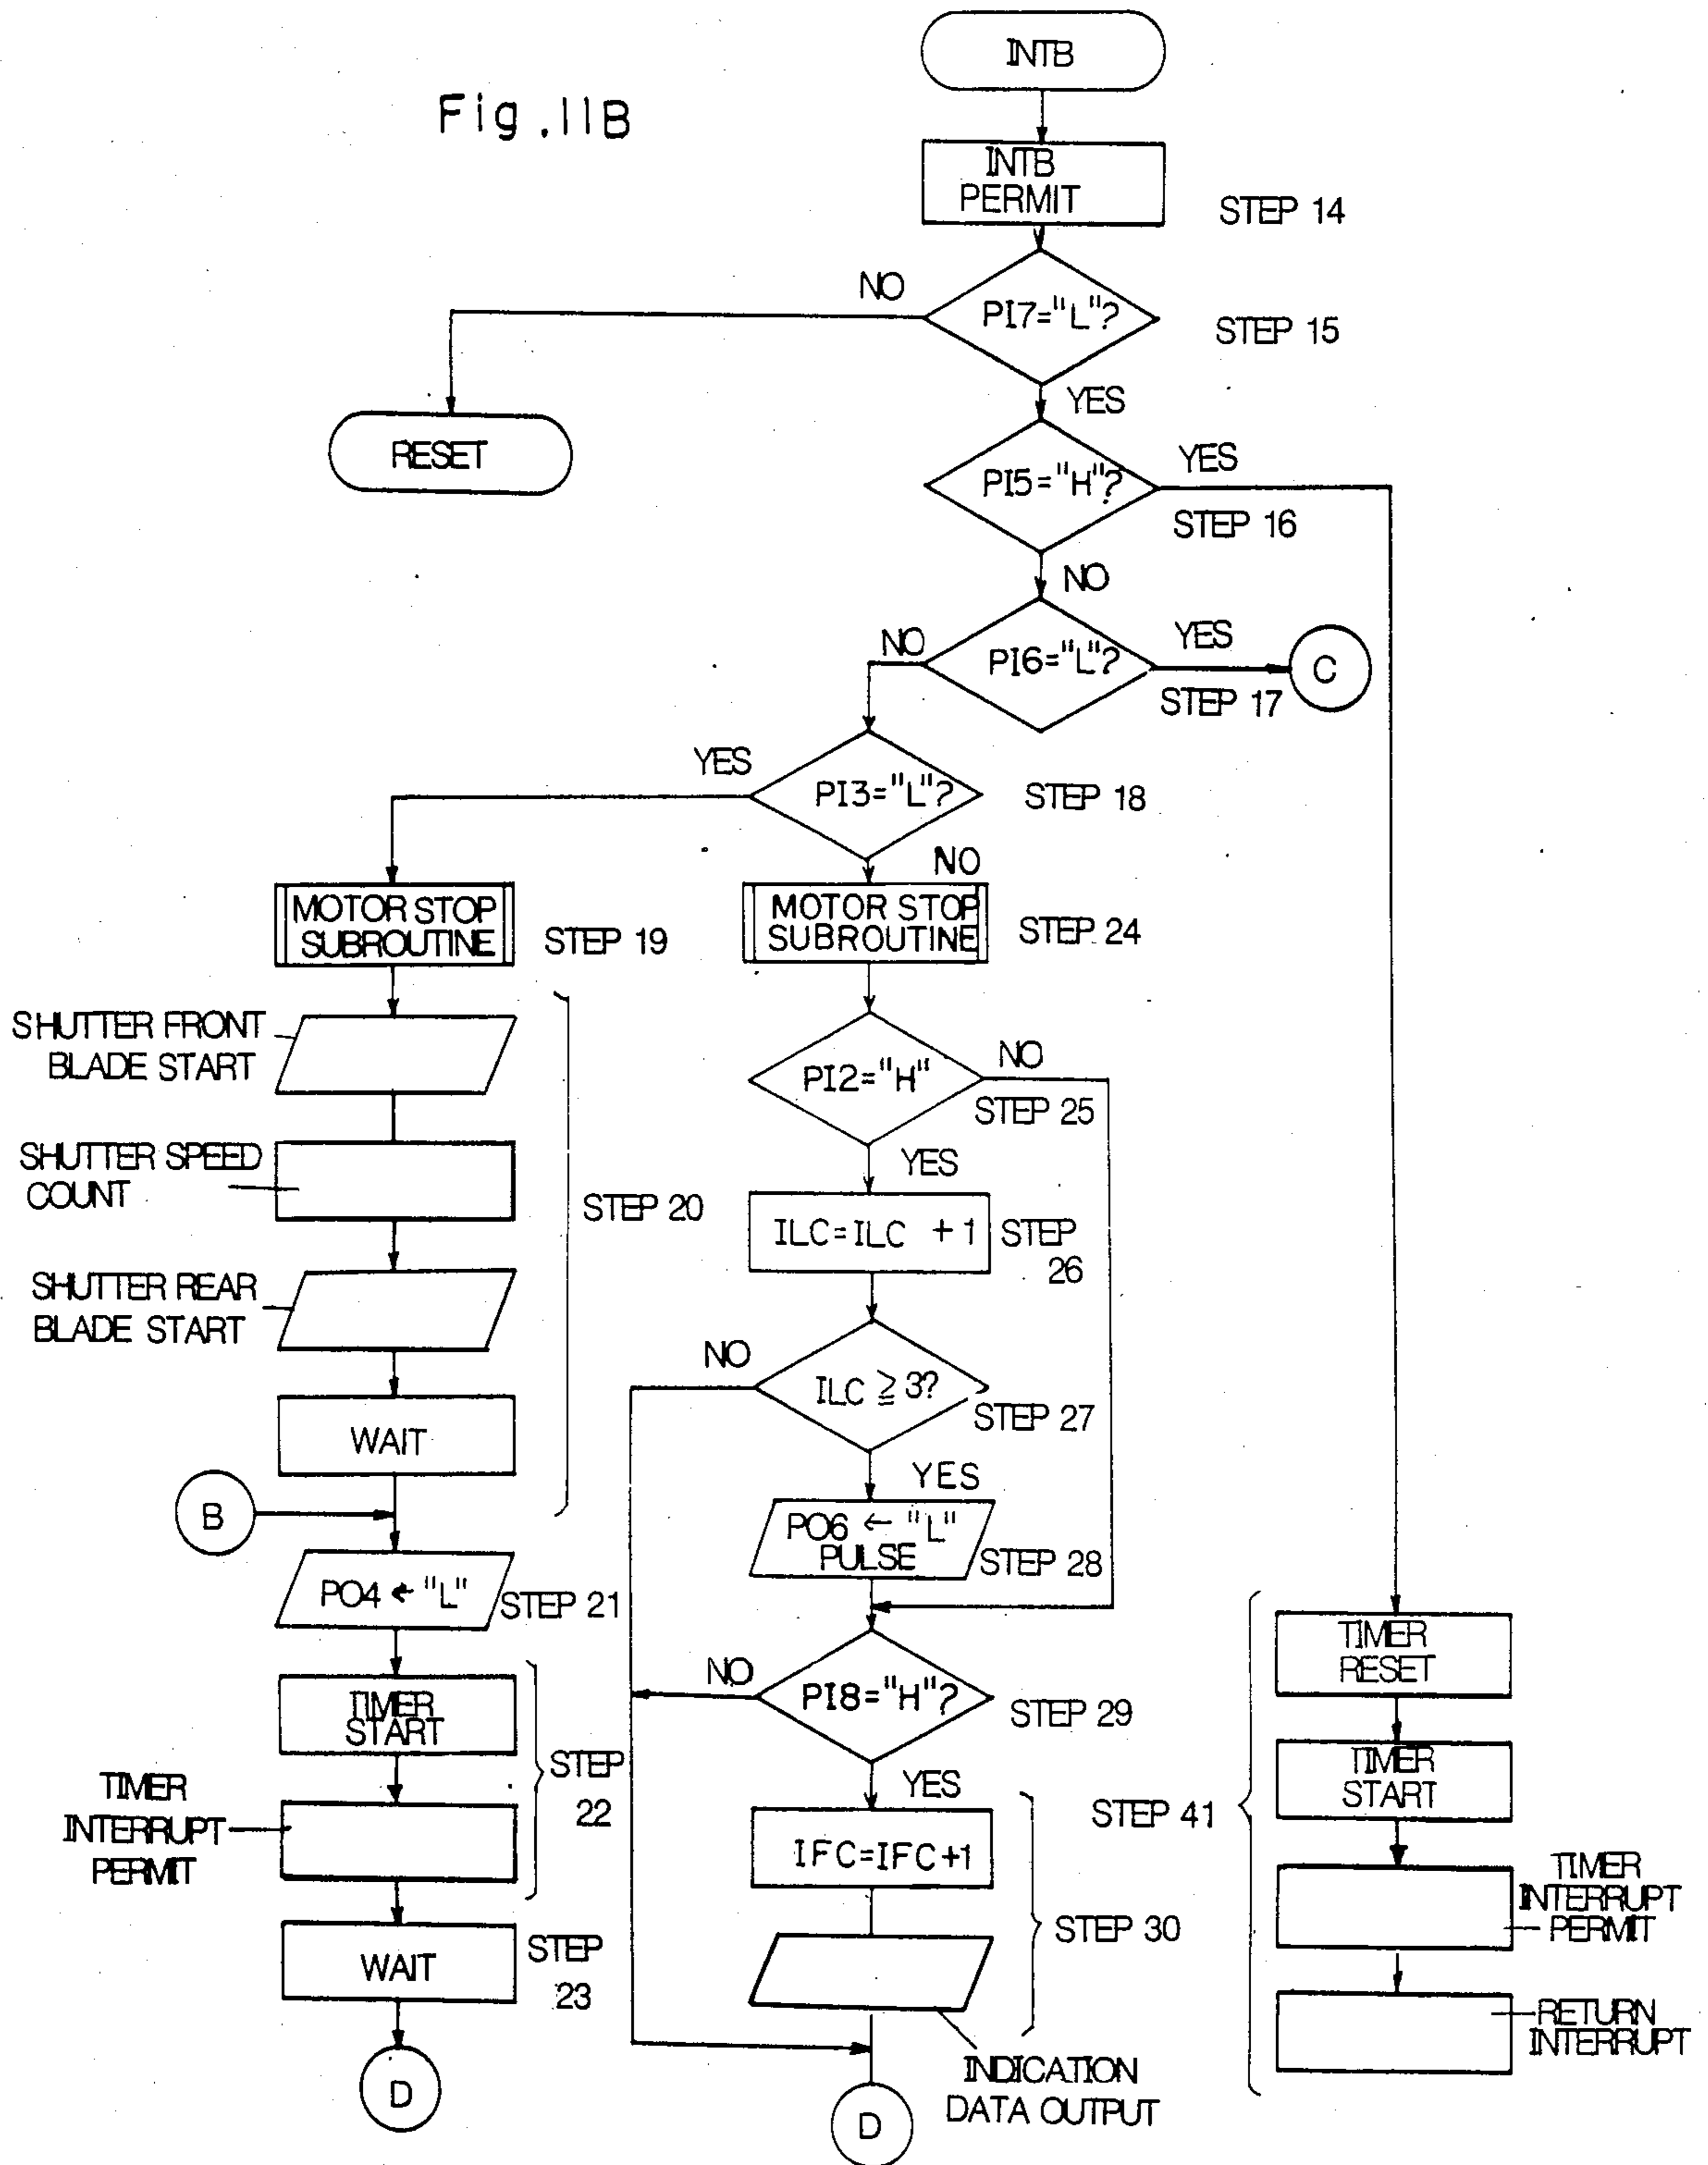 Fig.11B
INTB
INTB
PERMIT
STEP 14
NO
PI7="L"?
STEP 15
YES
RESET
PI5="H"?
YES
STEP 16
NO
NO
PI6="L"?
YES
STEP 17
C
YES
PI3="L"?
STEP 18
NO
MOTOR STOP
SUBROUTINE
STEP 19
MOTOR STOP
SUBROUTINE
STEP 24
SHUTTER FRONT
BLADE START
PI2="H"
NO
STEP 25
YES
SHUTTER SPEED
COUNT
STEP 20
ILC=ILC +1
STEP
26
SHUTTER REAR
BLADE START
NO
ILC ≧ 3?
STEP 27
WAIT
YES
B
PO6 ← "L"
PULSE
STEP 28
PO4 ← "L"
STEP 21
NO
PI8="H"?
STEP 29
YES
TIMER
START
STEP
22
TIMER
INTERRUPT
PERMIT
IFC=IFC+1
STEP 30
INDICATION
DATA OUTPUT
WAIT
STEP
23
D
D
STEP 41
TIMER
RESET
TIMER
START
TIMER
INTERRUPT
PERMIT
RETURN
INTERRUPT